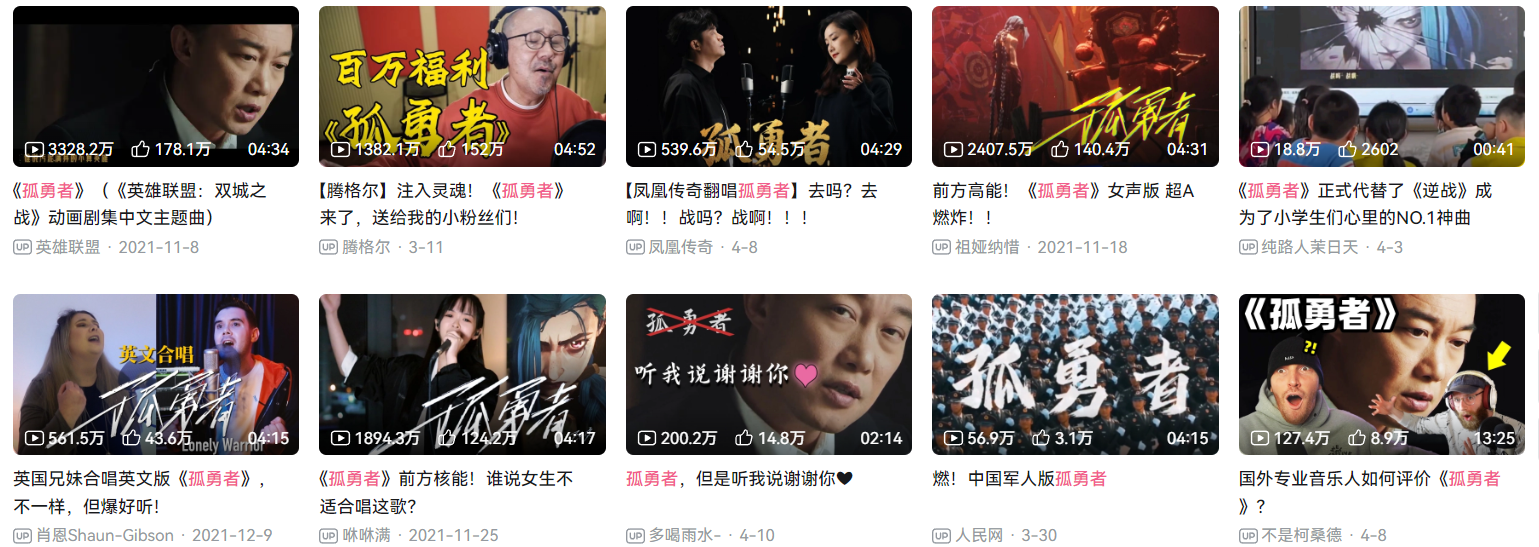 3328.2万 178.1万 04:34
《孤勇者》（《英雄联盟：双城之
战》动画剧集中文主题曲）
UP 英雄联盟 · 2021-11-8
百万福利
《孤勇者》
1382.1万 152万 04:52
【腾格尔】注入灵魂！《孤勇者》
来了，送给我的小粉丝们！
UP 腾格尔 · 3-11
孤勇者
539.6万 54.5万 04:29
【凤凰传奇翻唱孤勇者】去吗？去
啊！！战吗？战啊！！！
UP 凤凰传奇 · 4-8
孤勇者
2407.5万 140.4万 04:31
前方高能！《孤勇者》女声版 超A
燃炸！！
UP 祖娅纳惜 · 2021-11-18
18.8万 2602 00:41
《孤勇者》正式代替了《逆战》成
为了小学生们心里的NO.1神曲
UP 纯路人茉日天 · 4-3
英文合唱
孤勇者
Lonely Warrior
561.5万 43.6万 04:15
英国兄妹合唱英文版《孤勇者》，
不一样，但爆好听！
UP 肖恩Shaun-Gibson · 2021-12-9
孤勇者
1894.3万 124.2万 04:17
《孤勇者》前方核能！谁说女生不
适合唱这歌？
UP 咻咻满 · 2021-11-25
孤勇者
听我说谢谢你
200.2万 14.8万 02:14
孤勇者，但是听我说谢谢你🖤
UP 多喝雨水- · 4-10
孤勇者
56.9万 3.1万 04:15
燃！中国军人版孤勇者
UP 人民网 · 3-30
《孤勇者》
?!
127.4万 8.9万 13:25
国外专业音乐人如何评价《孤勇者
》？
UP 不是柯桑德 · 4-8